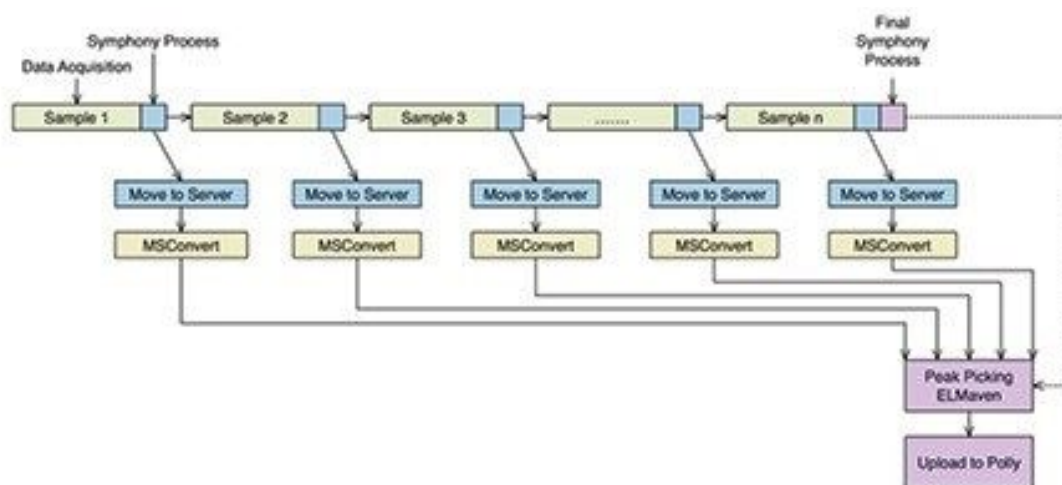 Final
Symphony
Process
Symphony Process
Data Acquisition
Sample 1
Sample 2
Sample 3
......
Sample n
Move to Server
Move to Server
Move to Server
Move to Server
Move to Server
MSConvert
MSConvert
MSConvert
MSConvert
MSConvert
Peak Picking
ELMaven
Upload to Polly